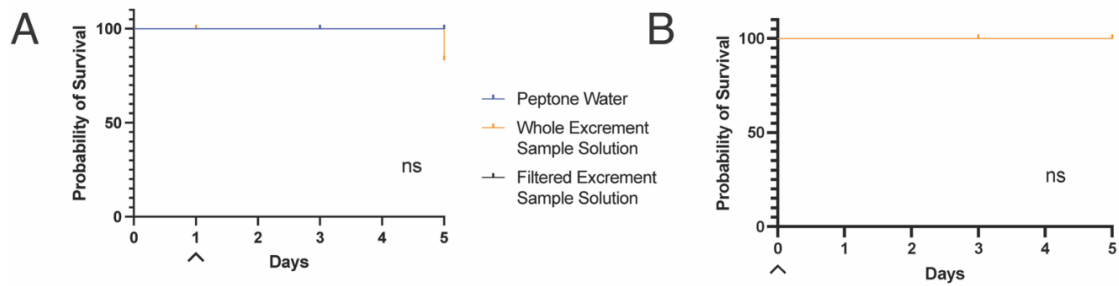 A
Probability of Survival
100
50
0
0 1 2 3 4 5
^
Days
ns
Peptone Water
Whole Excrement
Sample Solution
Filtered Excrement
Sample Solution
B
Probability of Survival
100
50
0
0 1 2 3 4 5
^
Days
ns